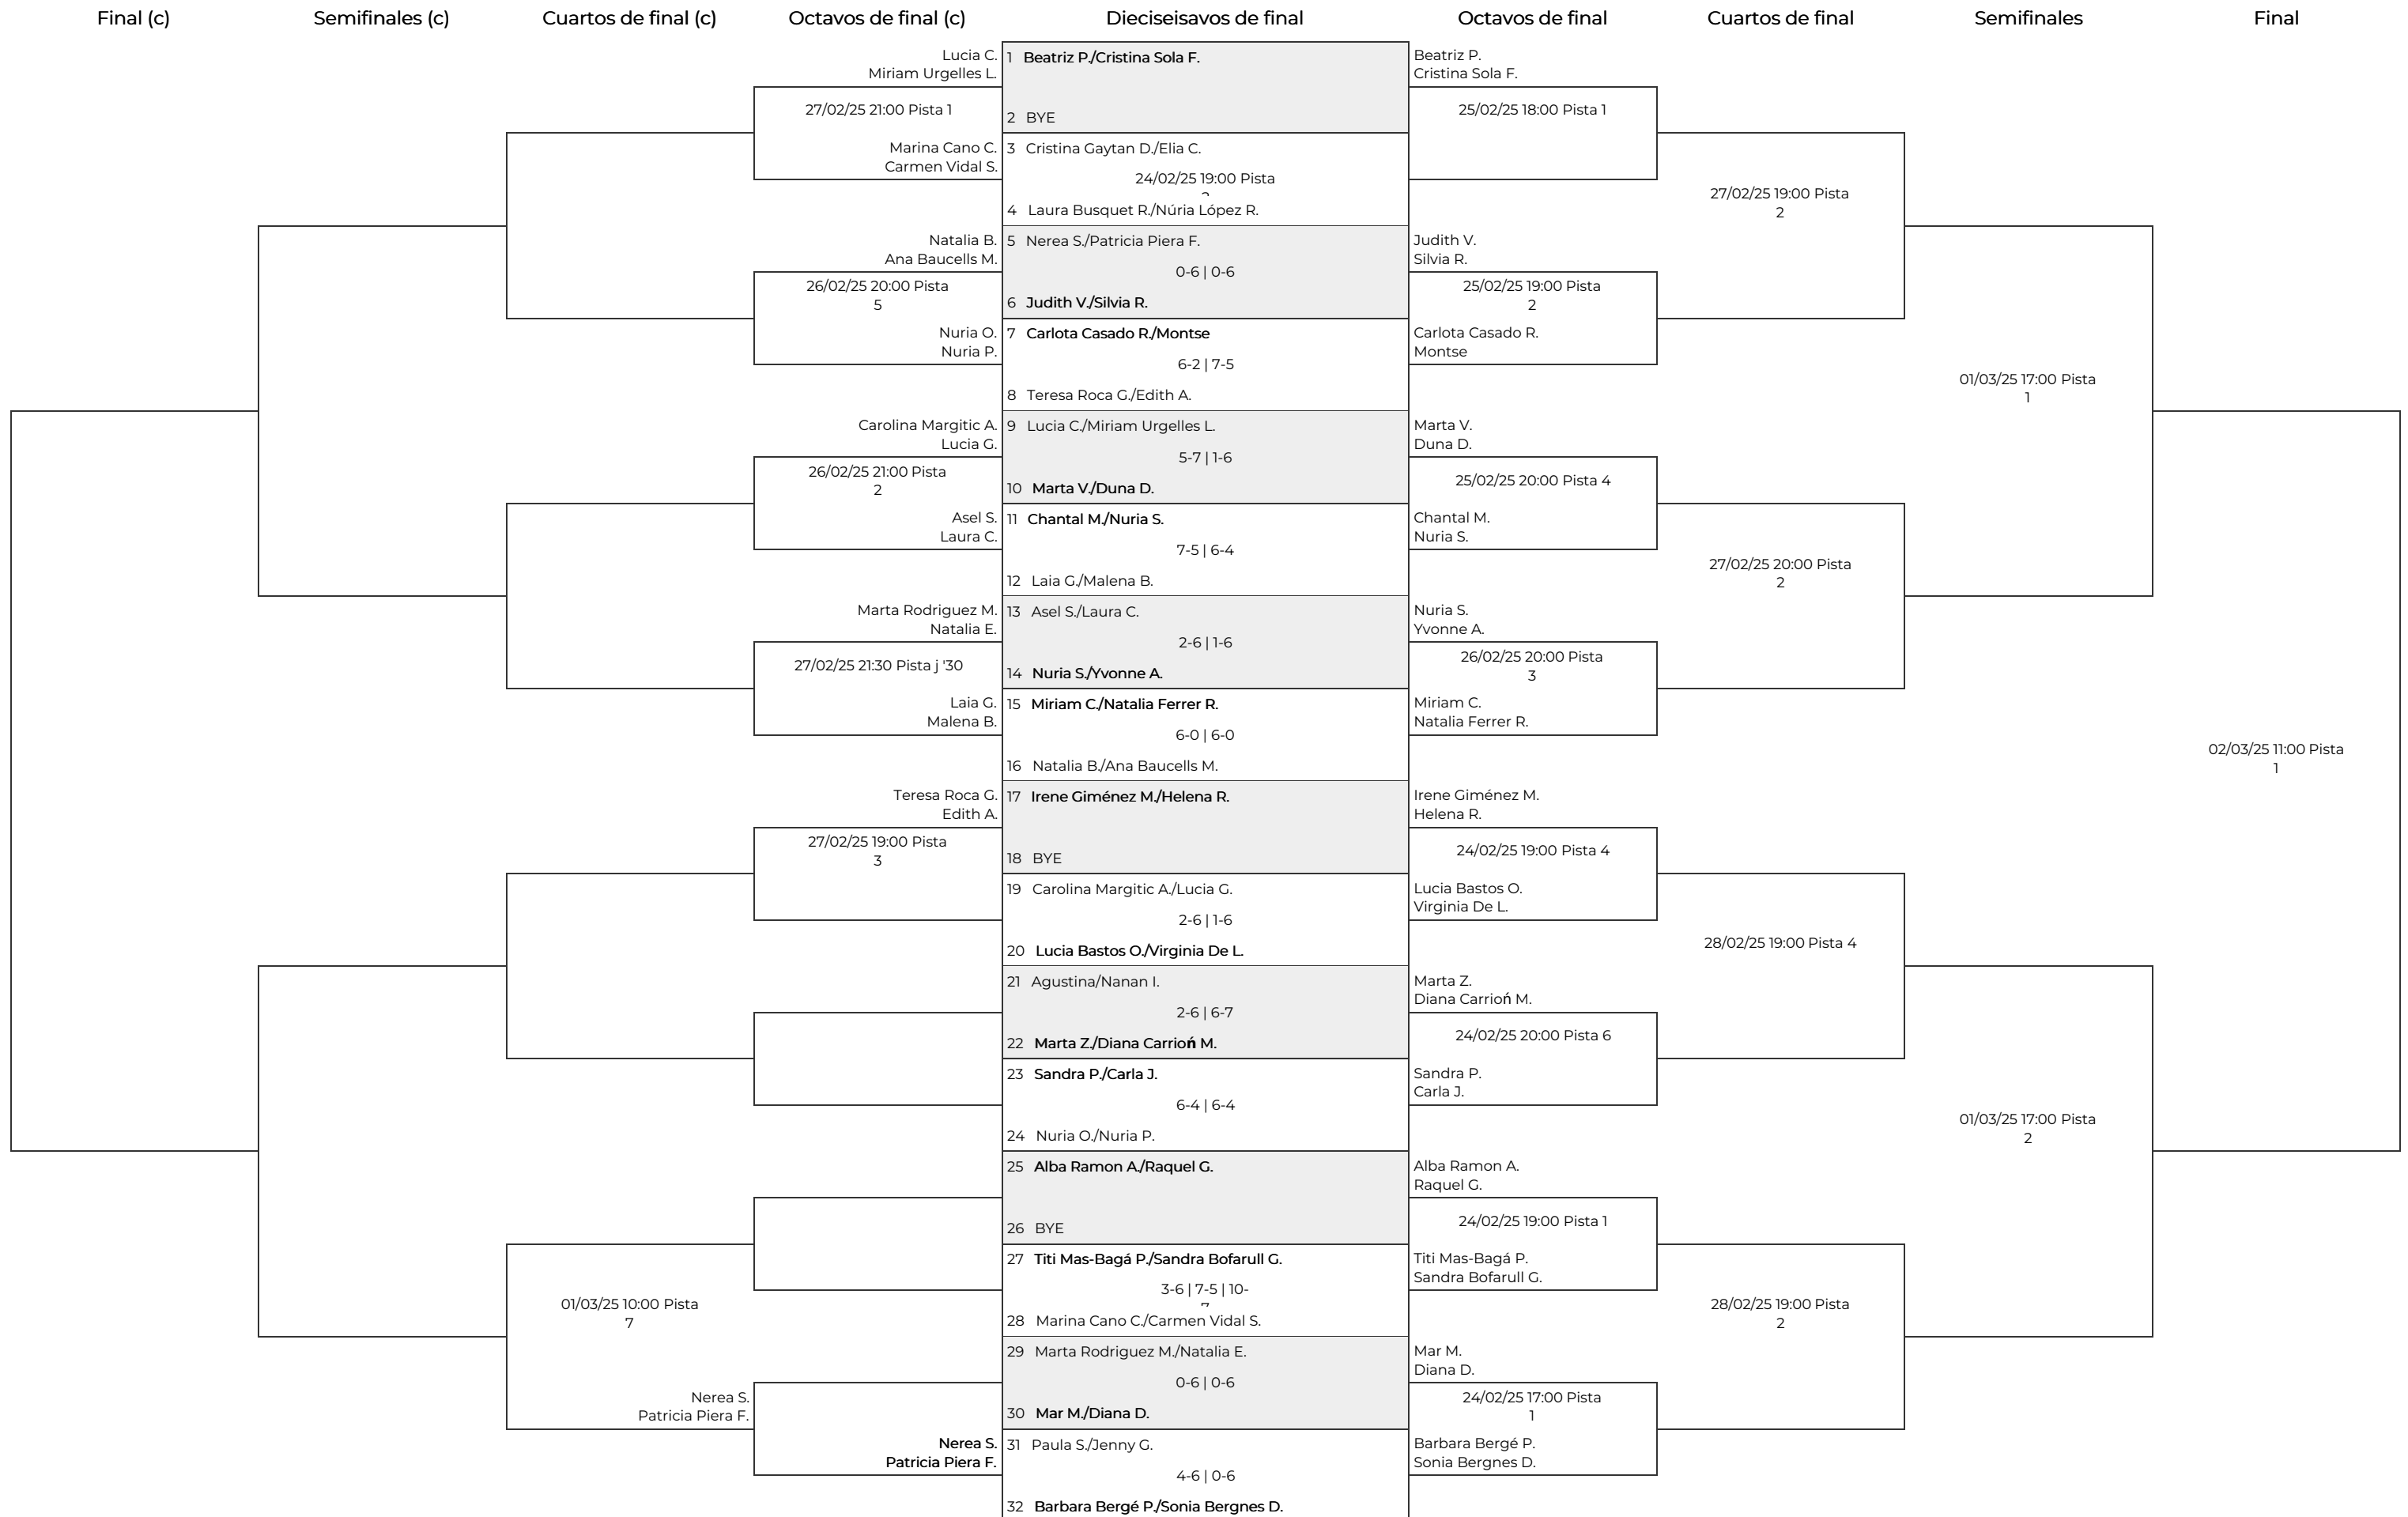 Final (c)
Semifinales (c)
Cuartos de final (c)
Octavos de final (c)
Dieciseisavos de final
Octavos de final
Cuartos de final
Semifinales
Final
01/03/25 10:00 Pista
7
Nerea S.
Patricia Piera F.
Lucia C.
Miriam Urgelles L.
27/02/25 21:00 Pista 1
Marina Cano C.
Carmen Vidal S.
Natalia B.
Ana Baucells M.
26/02/25 20:00 Pista
5
Nuria O.
Nuria P.
Carolina Margitic A.
Lucia G.
26/02/25 21:00 Pista
2
Asel S.
Laura C.
Marta Rodriguez M.
Natalia E.
27/02/25 21:30 Pista j '30
Laia G.
Malena B.
Teresa Roca G.
Edith A.
27/02/25 19:00 Pista
3
Nerea S.
Patricia Piera F.
1 Beatriz P./Cristina Sola F.
2 BYE
3 Cristina Gaytan D./Elia C.
24/02/25 19:00 Pista
4 Laura Busquet R./Núria López R.
5 Nerea S./Patricia Piera F.
0-6 | 0-6
6 Judith V./Silvia R.
7 Carlota Casado R./Montse
6-2 | 7-5
8 Teresa Roca G./Edith A.
9 Lucia C./Miriam Urgelles L.
5-7 | 1-6
10 Marta V./Duna D.
11 Chantal M./Nuria S.
7-5 | 6-4
12 Laia G./Malena B.
13 Asel S./Laura C.
2-6 | 1-6
14 Nuria S./Yvonne A.
15 Miriam C./Natalia Ferrer R.
6-0 | 6-0
16 Natalia B./Ana Baucells M.
17 Irene Giménez M./Helena R.
18 BYE
19 Carolina Margitic A./Lucia G.
2-6 | 1-6
20 Lucia Bastos O./Virginia De L.
21 Agustina/Nanan I.
2-6 | 6-7
22 Marta Z./Diana Carrioń M.
23 Sandra P./Carla J.
6-4 | 6-4
24 Nuria O./Nuria P.
25 Alba Ramon A./Raquel G.
26 BYE
27 Titi Mas-Bagá P./Sandra Bofarull G.
3-6 | 7-5 | 10-
28 Marina Cano C./Carmen Vidal S.
29 Marta Rodriguez M./Natalia E.
0-6 | 0-6
30 Mar M./Diana D.
31 Paula S./Jenny G.
4-6 | 0-6
32 Barbara Bergé P./Sonia Bergnes D.
Beatriz P.
Cristina Sola F.
25/02/25 18:00 Pista 1
Judith V.
Silvia R.
25/02/25 19:00 Pista
2
Carlota Casado R.
Montse
Marta V.
Duna D.
25/02/25 20:00 Pista 4
Chantal M.
Nuria S.
Nuria S.
Yvonne A.
26/02/25 20:00 Pista
3
Miriam C.
Natalia Ferrer R.
Irene Giménez M.
Helena R.
24/02/25 19:00 Pista 4
Lucia Bastos O.
Virginia De L.
Marta Z.
Diana Carrioń M.
24/02/25 20:00 Pista 6
Sandra P.
Carla J.
Alba Ramon A.
Raquel G.
24/02/25 19:00 Pista 1
Titi Mas-Bagá P.
Sandra Bofarull G.
Mar M.
Diana D.
24/02/25 17:00 Pista
1
Barbara Bergé P.
Sonia Bergnes D.
27/02/25 19:00 Pista
2
27/02/25 20:00 Pista
2
28/02/25 19:00 Pista 4
28/02/25 19:00 Pista
2
01/03/25 17:00 Pista
1
01/03/25 17:00 Pista
2
02/03/25 11:00 Pista
1